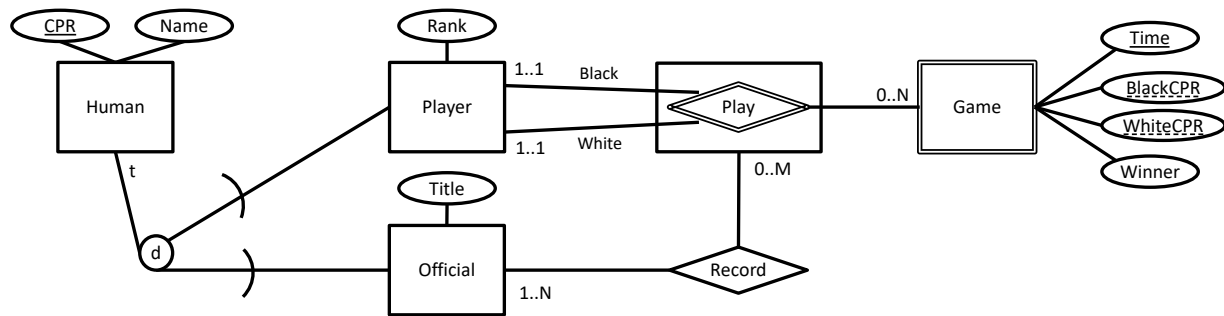 CPR
Name
Rank
Time
Human
1..1
Black
BlackCPR
Player
Play
0..N
Game
WhiteCPR
1..1
White
Winner
t
0..M
Title
d
Official
Record
1..N